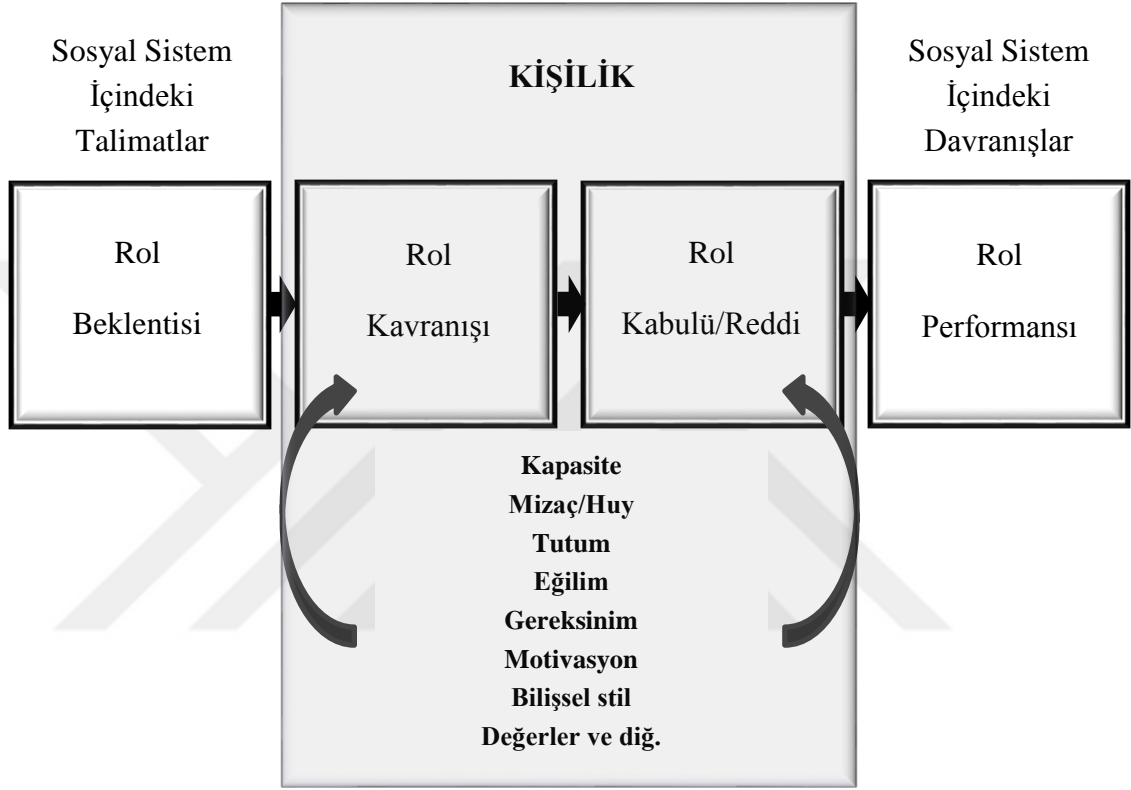 Sosyal Sistem
İçindeki
Talimatlar
KİŞİLİK
Sosyal Sistem
İçindeki
Davranışlar
Rol
Beklentisi
Rol
Kavranışı
Rol
Kabulü/Reddi
Rol
Performansı
Kapasite
Mizaç/Huy
Tutum
Eğilim
Gereksinim
Motivasyon
Bilişsel stil
Değerler ve diğ.